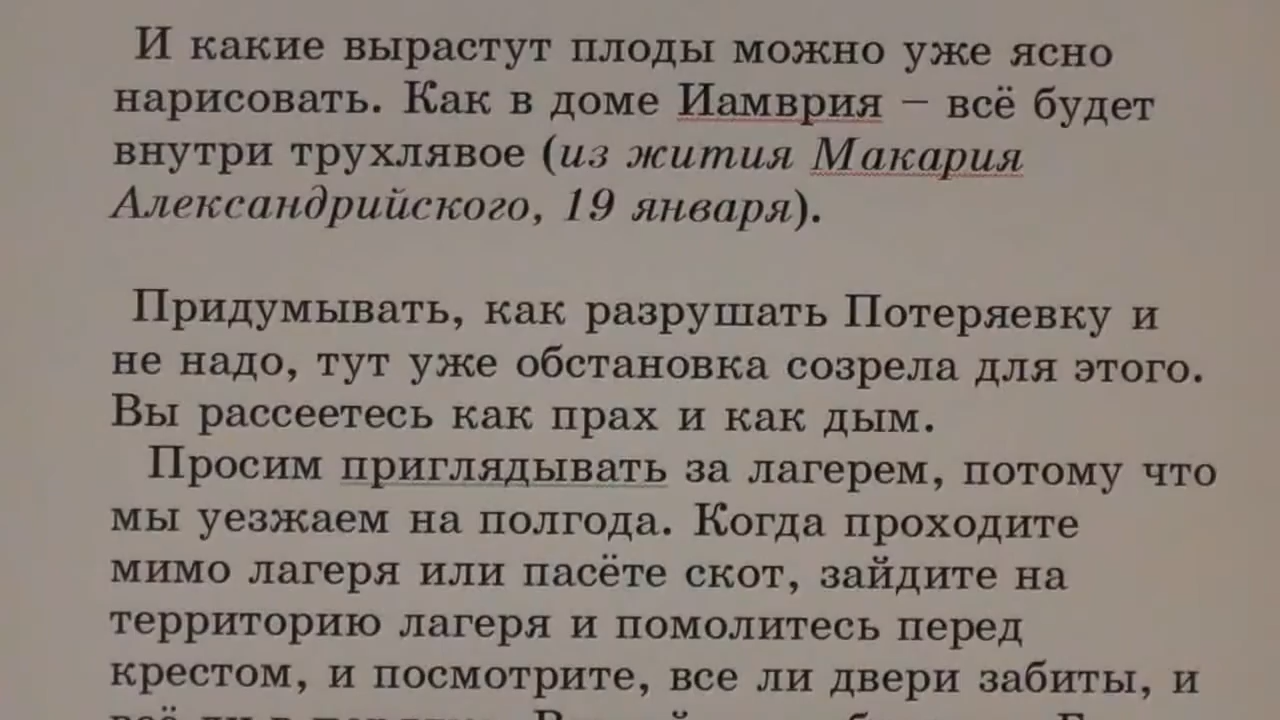 И какие вырастут плоды можно уже ясно
нарисовать. Как в доме Иамврия – всё будет
внутри трухлявое (из жития Макария
Александрийского, 19 января).
Придумывать, как разрушать Потеряевку и
не надо, тут уже обстановка созрела для этого.
Вы рассеетесь как прах и как дым.
Просим приглядывать за лагерем, потому что
мы уезжаем на полгода. Когда проходите
мимо лагеря или пасёте скот, зайдите на
территорию лагеря и помолитесь перед
крестом, и посмотрите, все ли двери забиты, и